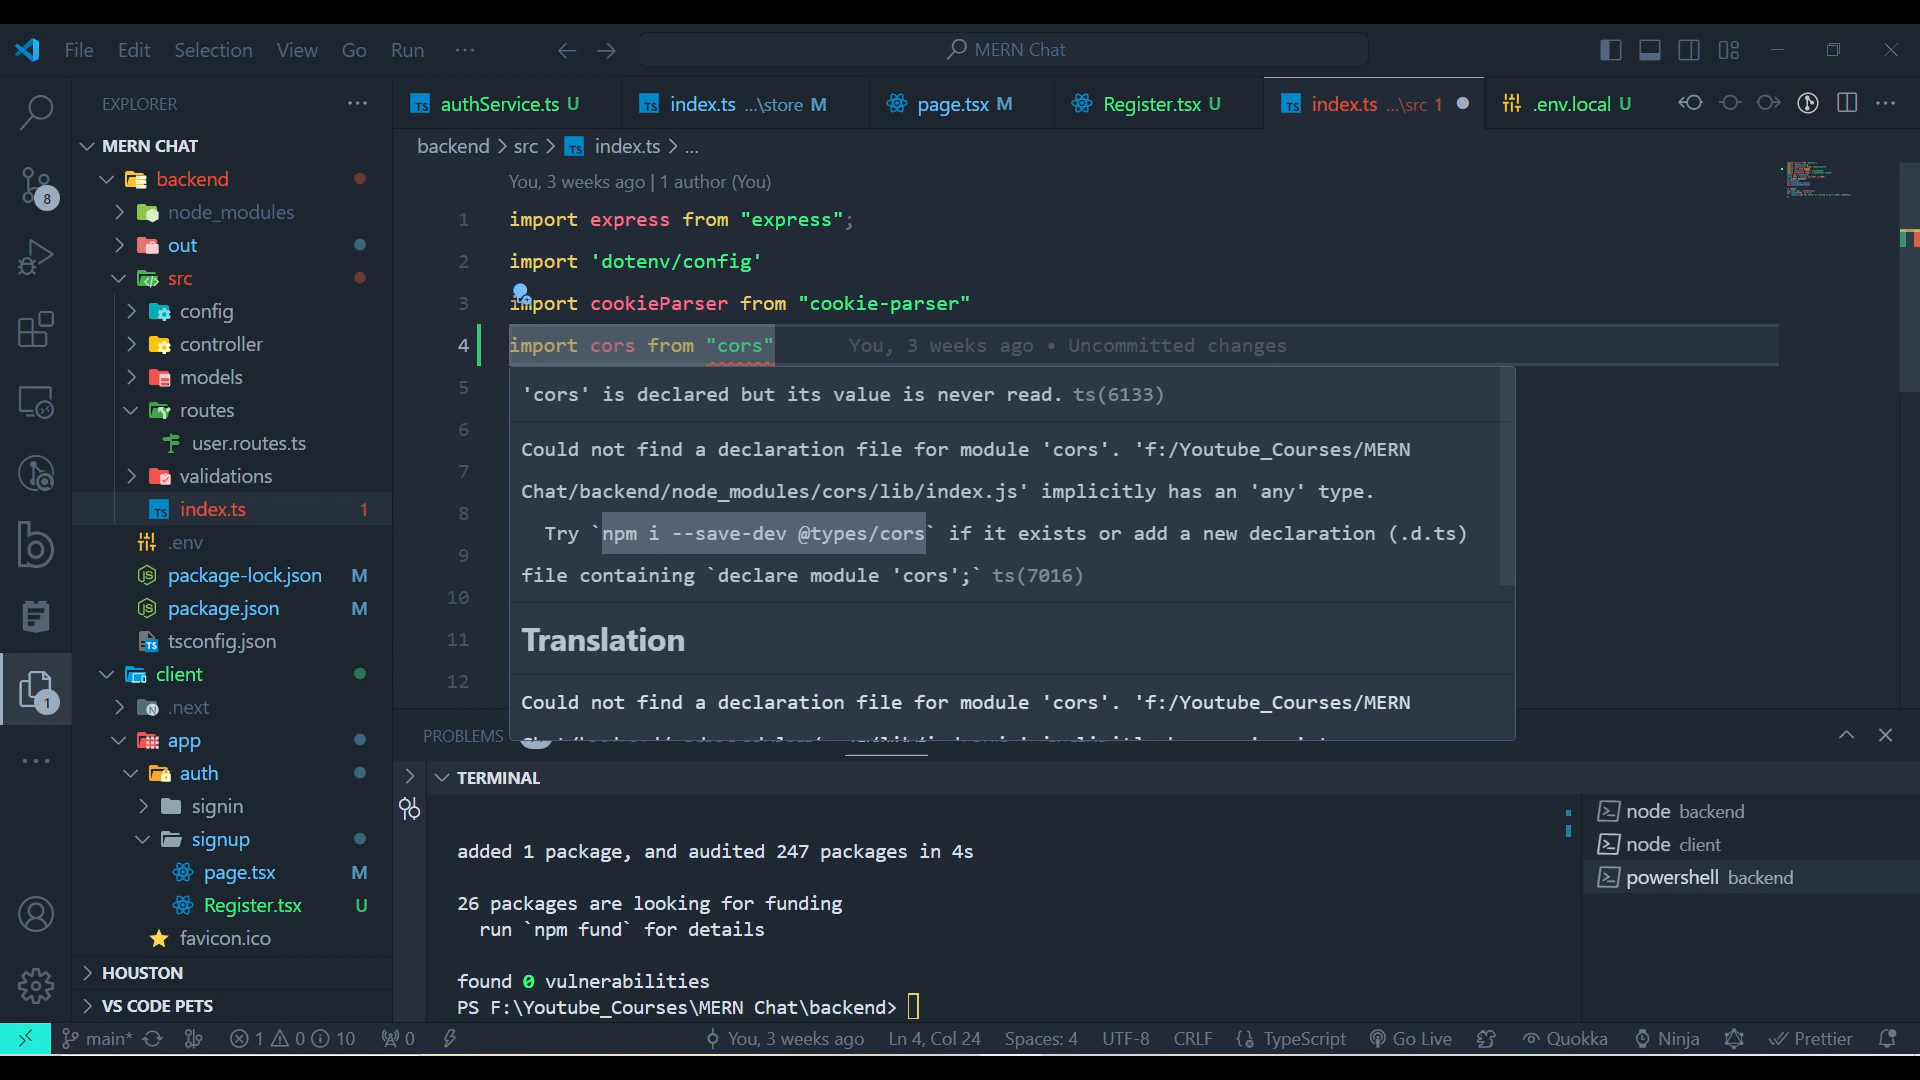 File Edit Selection View Go Run ··· MERN Chat
EXPLORER ···
MERN CHAT
backend
node_modules
out
src
config
controller
models
routes
user.routes.ts
validations
index.ts 1
.env
package-lock.json M
package.json M
tsconfig.json
client
.next
app
auth
signin
signup
page.tsx M
Register.tsx U
favicon.ico
HOUSTON
VS CODE PETS
8
1
authService.ts U index.ts ...\store M page.tsx M Register.tsx U index.ts ...\src 1 .env.local U
backend > src > index.ts > ...
You, 3 weeks ago | 1 author (You)
1 import express from "express";
2 import 'dotenv/config'
3 import cookieParser from "cookie-parser"
4 import cors from "cors" You, 3 weeks ago • Uncommitted changes
5
6
7
8
9
10
11
12
'cors' is declared but its value is never read. ts(6133)
Could not find a declaration file for module 'cors'. 'f:/Youtube_Courses/MERN
Chat/backend/node_modules/cors/lib/index.js' implicitly has an 'any' type.
Try `npm i --save-dev @types/cors` if it exists or add a new declaration (.d.ts)
file containing `declare module 'cors';` ts(7016)
Translation
Could not find a declaration file for module 'cors'. 'f:/Youtube_Courses/MERN
PROBLEMS
TERMINAL
added 1 package, and audited 247 packages in 4s
26 packages are looking for funding
run `npm fund` for details
found 0 vulnerabilities
PS F:\Youtube_Courses\MERN Chat\backend>
node backend
node client
powershell backend
main* 1 0 10 0 You, 3 weeks ago Ln 4, Col 24 Spaces: 4 UTF-8 CRLF TypeScript Go Live Quokka Ninja Prettier